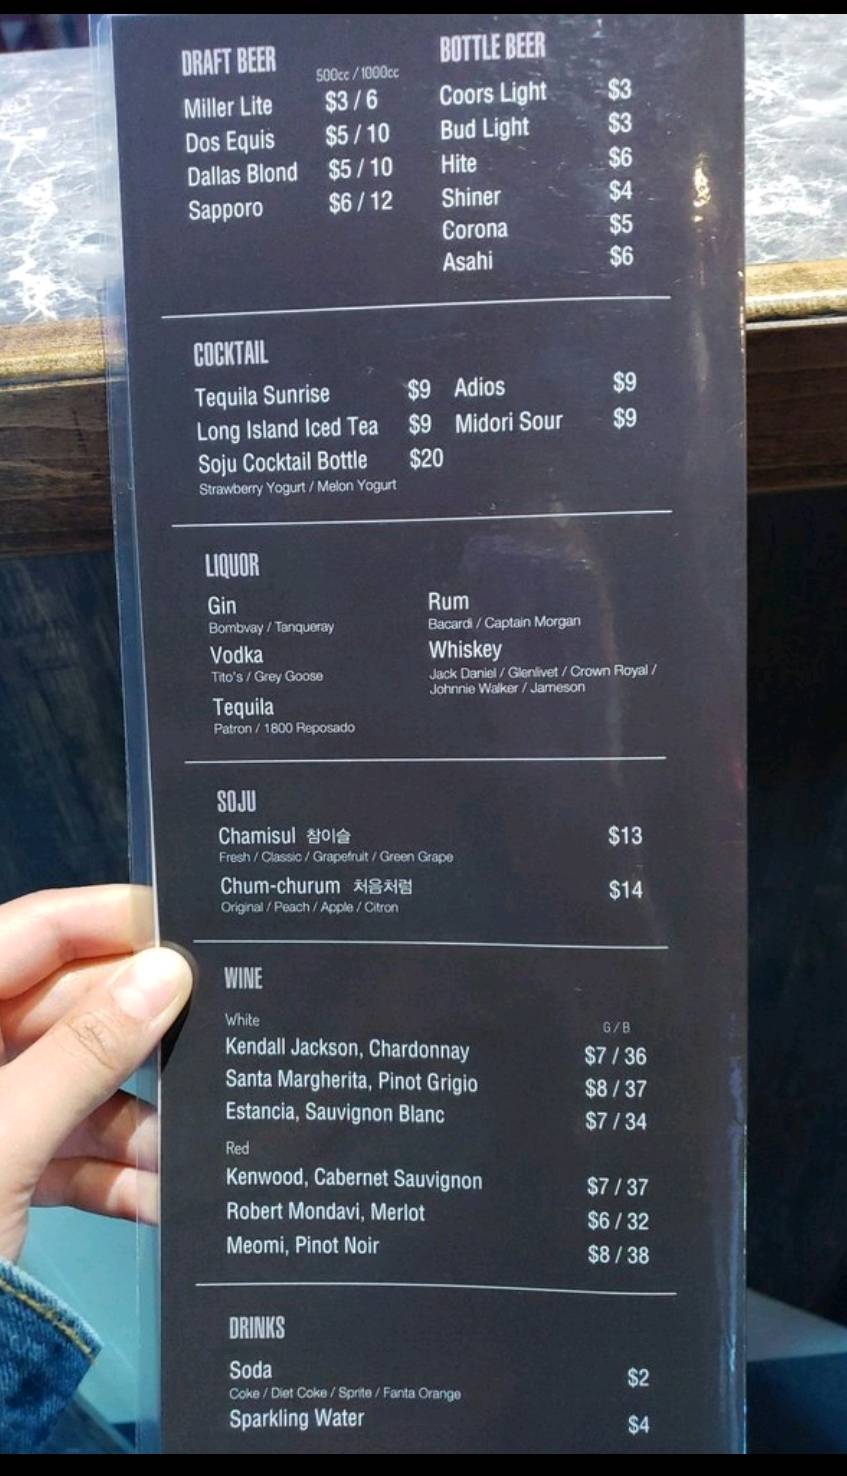 DRAFT BEER
500cc / 1000cc
Miller Lite $3 / 6
Dos Equis $5 / 10
Dallas Blond $5 / 10
Sapporo $6 / 12
BOTTLE BEER
Coors Light $3
Bud Light $3
Hite $6
Shiner $4
Corona $5
Asahi $6
COCKTAIL
Tequila Sunrise $9 Adios $9
Long Island Iced Tea $9 Midori Sour $9
Soju Cocktail Bottle $20
Strawberry Yogurt / Melon Yogurt
LIQUOR
Gin
Bombvay / Tanqueray
Vodka
Tito's / Grey Goose
Tequila
Patron / 1800 Reposado
Rum
Bacardi / Captain Morgan
Whiskey
Jack Daniel / Glenlivet / Crown Royal /
Johnnie Walker / Jameson
SOJU
Chamisul 참이슬 $13
Fresh / Classic / Grapefruit / Green Grape
Chum-churum 처음처럼 $14
Original / Peach / Apple / Citron
WINE
White G / B
Kendall Jackson, Chardonnay $7 / 36
Santa Margherita, Pinot Grigio $8 / 37
Estancia, Sauvignon Blanc $7 / 34
Red
Kenwood, Cabernet Sauvignon $7 / 37
Robert Mondavi, Merlot $6 / 32
Meomi, Pinot Noir $8 / 38
DRINKS
Soda $2
Coke / Diet Coke / Sprite / Fanta Orange
Sparkling Water $4